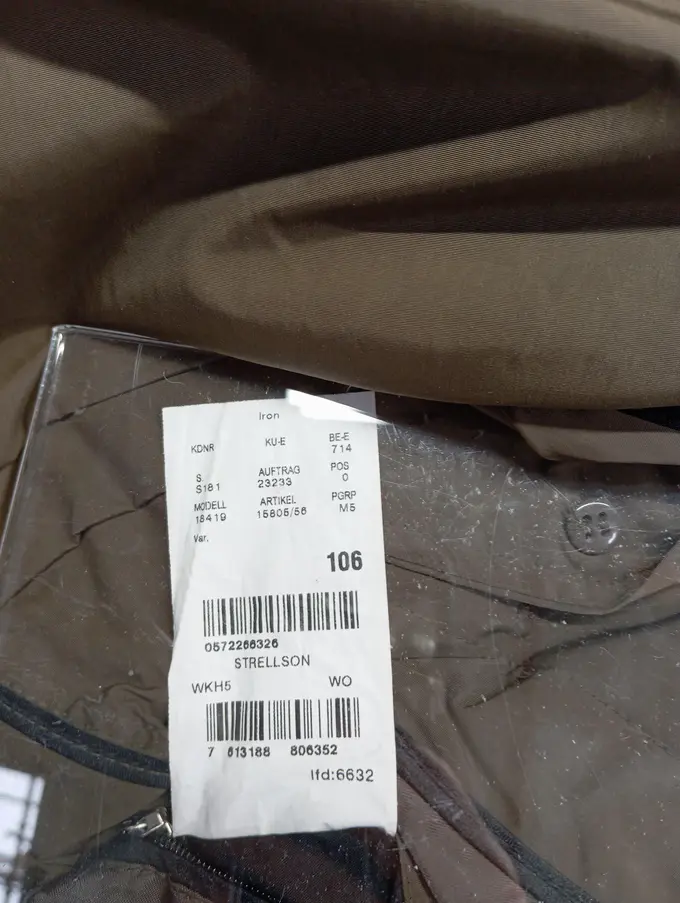 Iron
KDNR KU-E BE-E
714
S. AUFTRAG POS
S181 23233 0
MODELL ARTIKEL PGRP
18419 15805/56 M5
Var.
106
0572266326
STRELLSON
WKH5 WO
7 613188 806352
lfd:6632